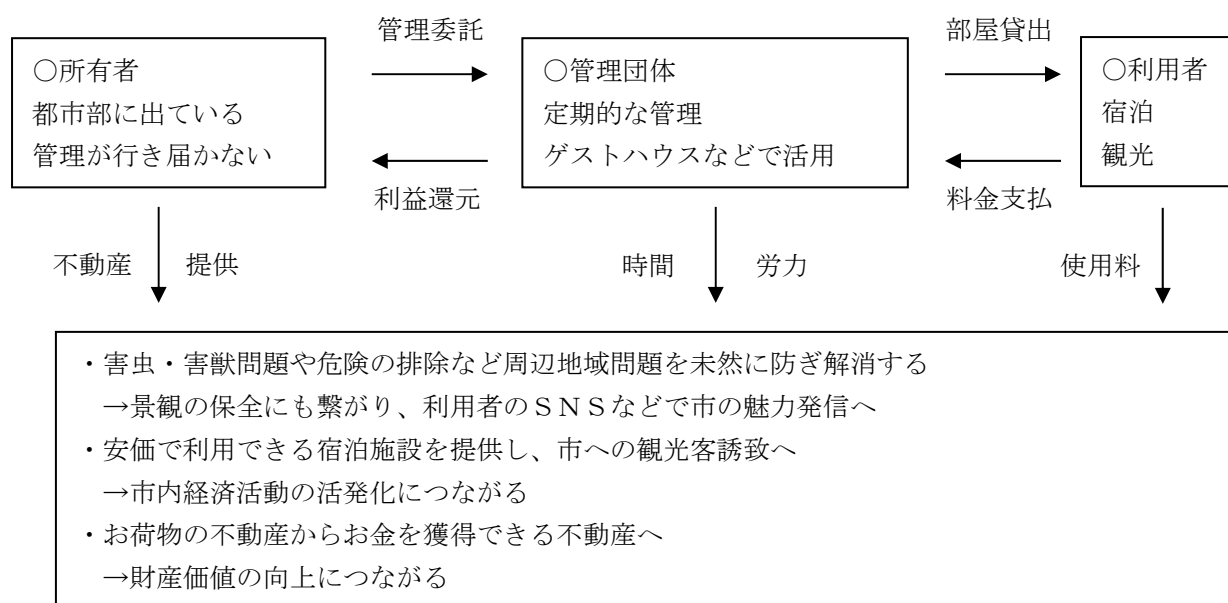 管理委託
部屋貸出
○所有者
都市部に出ている
管理が行き届かない
○管理団体
定期的な管理
ゲストハウスなどで活用
○利用者
宿泊
観光
利益還元
料金支払
不動産 提供
時間 労力
使用料
・害虫・害獣問題や危険の排除など周辺地域問題を未然に防ぎ解消する
→景観の保全にも繋がり、利用者のSNSなどで市の魅力発信へ
・安価で利用できる宿泊施設を提供し、市への観光客誘致へ
→市内経済活動の活発化につながる
・お荷物の不動産からお金を獲得できる不動産へ
→財産価値の向上につながる